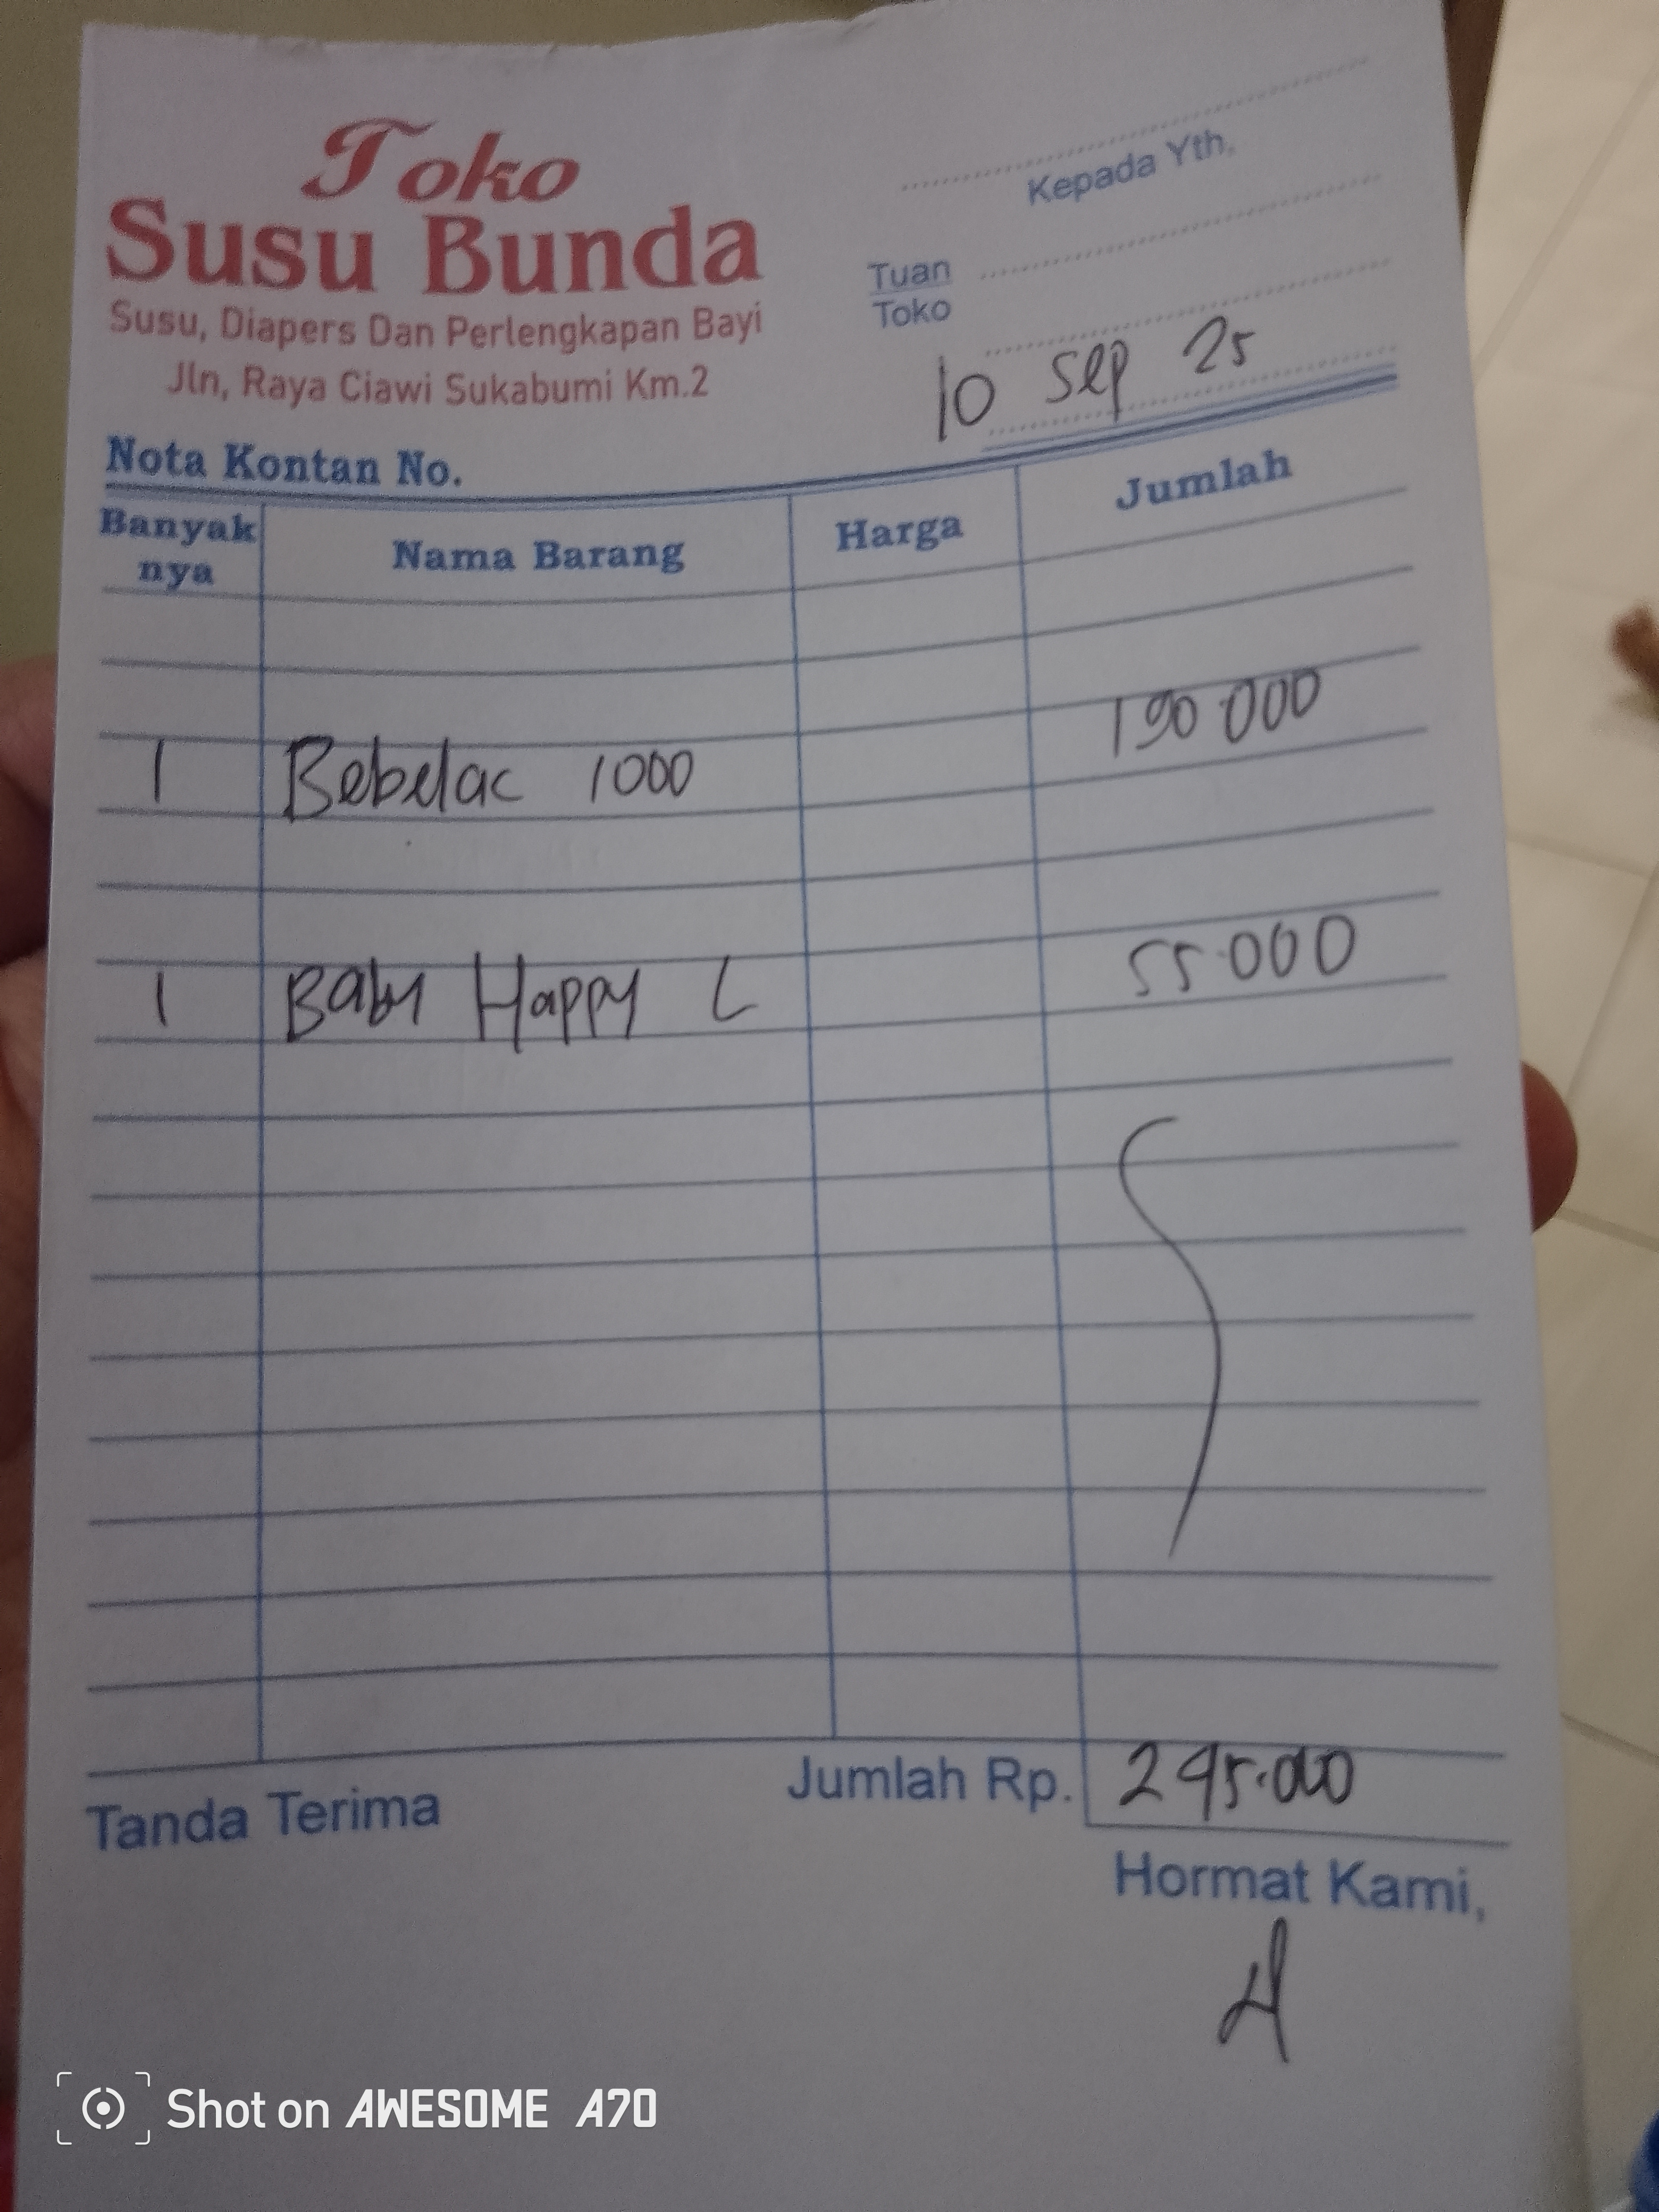 Toko
Susu Bunda
Susu, Diapers Dan Perlengkapan Bayi
Jln, Raya Ciawi Sukabumi Km.2
Kepada Yth.
Tuan
Toko
10 Sep 25
Nota Kontan No.
Banyak nya Nama Barang Harga Jumlah
1 Bebelac 1000 190.000
1 Baby Happy L 55.000
Jumlah Rp. 245.000
Tanda Terima
Hormat Kami,
Shot on AWESOME A70